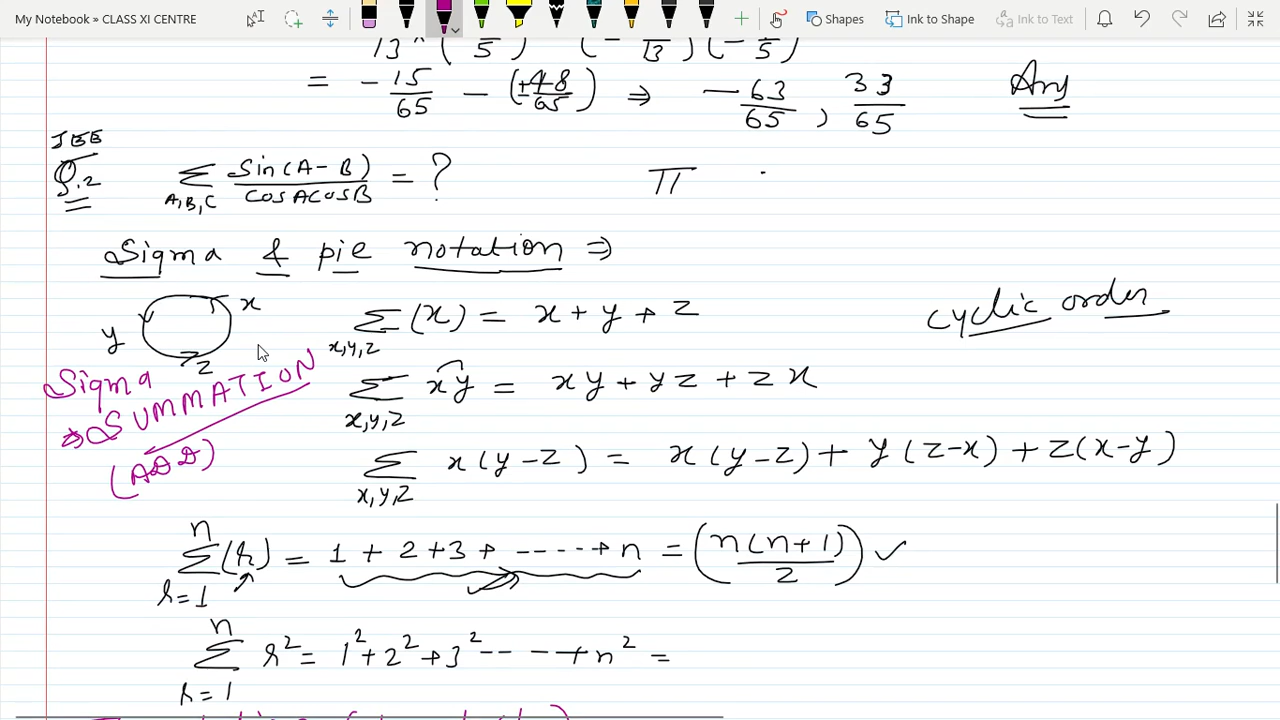 My Notebook » CLASS XI CENTRE
Shapes Ink to Shape Ink to Text
= -15/65 - (±48/65) ⇒ -63/65 , 33/65 Ans
JEE
Q.2 Σ A,B,C sin(A-B)/cosAcosB = ? π
Sigma & pie notation ⇒
x
y
z
Σ x,y,z (x) = x + y + z
cyclic order
Sigma
SUMMATION
(ADD)
Σ x,y,z xy = xy + yz + zx
Σ x,y,z x(y-z) = x(y-z) + y(z-x) + z(x-y)
n Σ r=1 (r) = 1 + 2 + 3 + ----- + n = (n(n+1)/2) ✓
n Σ r=1 r² = 1² + 2² + 3² -- -- + n² =